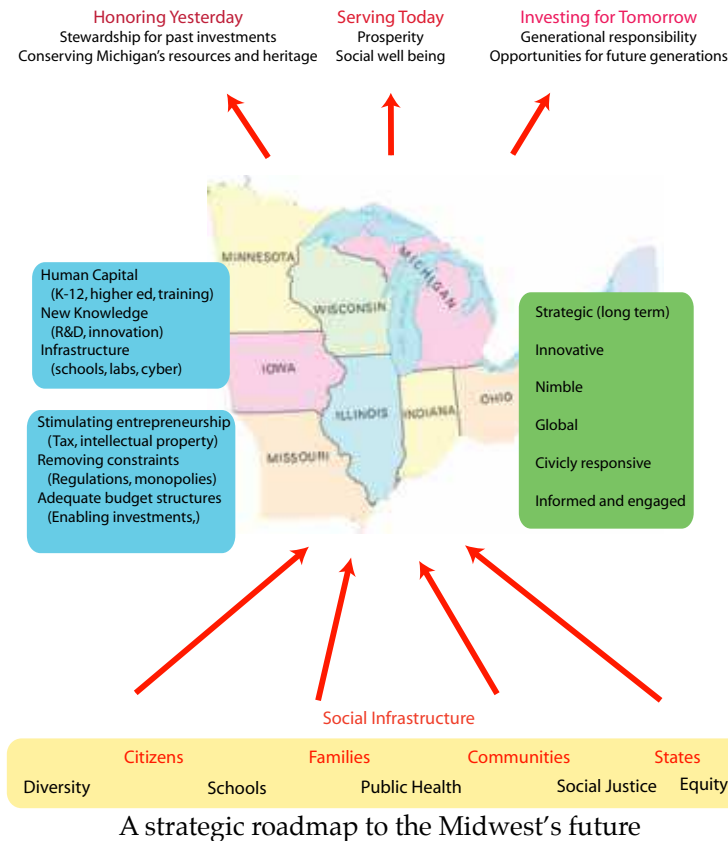 Honoring Yesterday
Stewardship for past investments
Conserving Michigan's resources and heritage
Serving Today
Prosperity
Social well being
Investing for Tomorrow
Generational responsibility
Opportunities for future generations
MINNESOTA
WISCONSIN
MICHIGAN
IOWA
ILLINOIS
INDIANA
OHIO
MISSOURI
Human Capital
(K-12, higher ed, training)
New Knowledge
(R&D, innovation)
Infrastructure
(schools, labs, cyber)
Stimulating entrepreneurship
(Tax, intellectual property)
Removing constraints
(Regulations, monopolies)
Adequate budget structures
(Enabling investments,)
Strategic (long term)
Innovative
Nimble
Global
Civicly responsive
Informed and engaged
Social Infrastructure
Citizens Families Communities States
Diversity Schools Public Health Social Justice Equity
A strategic roadmap to the Midwest's future